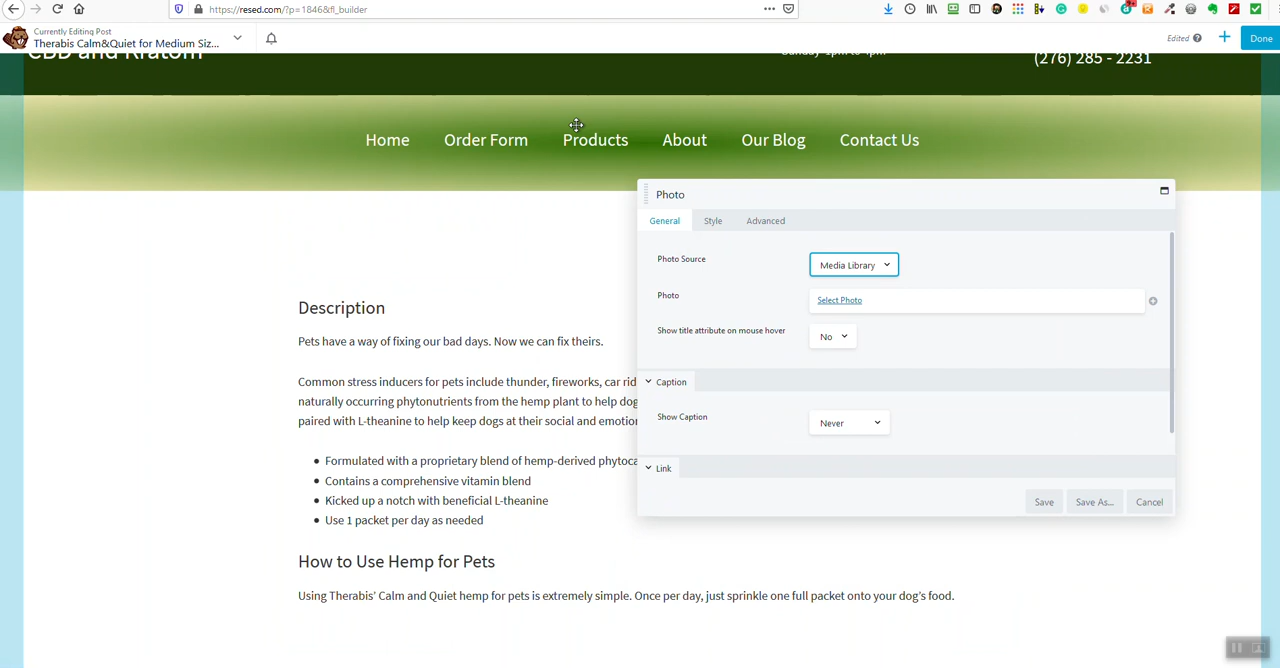 https://resed.com/?p=1846&fl_builder
Currently Editing Post
Therabis Calm&Quiet for Medium Siz...
Edited
Done
CBD and Kratom
Sunday 1pm to 4pm
(276) 285 - 2231
Home Order Form Products About Our Blog Contact Us
Photo
General Style Advanced
Photo Source
Media Library
Photo
Select Photo
Show title attribute on mouse hover
No
Caption
Show Caption
Never
Link
Save Save As... Cancel
Description
Pets have a way of fixing our bad days. Now we can fix theirs.
Common stress inducers for pets include thunder, fireworks, car rid
naturally occurring phytonutrients from the hemp plant to help dog
paired with L-theanine to help keep dogs at their social and emotion
Formulated with a proprietary blend of hemp-derived phytoca
Contains a comprehensive vitamin blend
Kicked up a notch with beneficial L-theanine
Use 1 packet per day as needed
How to Use Hemp for Pets
Using Therabis' Calm and Quiet hemp for pets is extremely simple. Once per day, just sprinkle one full packet onto your dog's food.